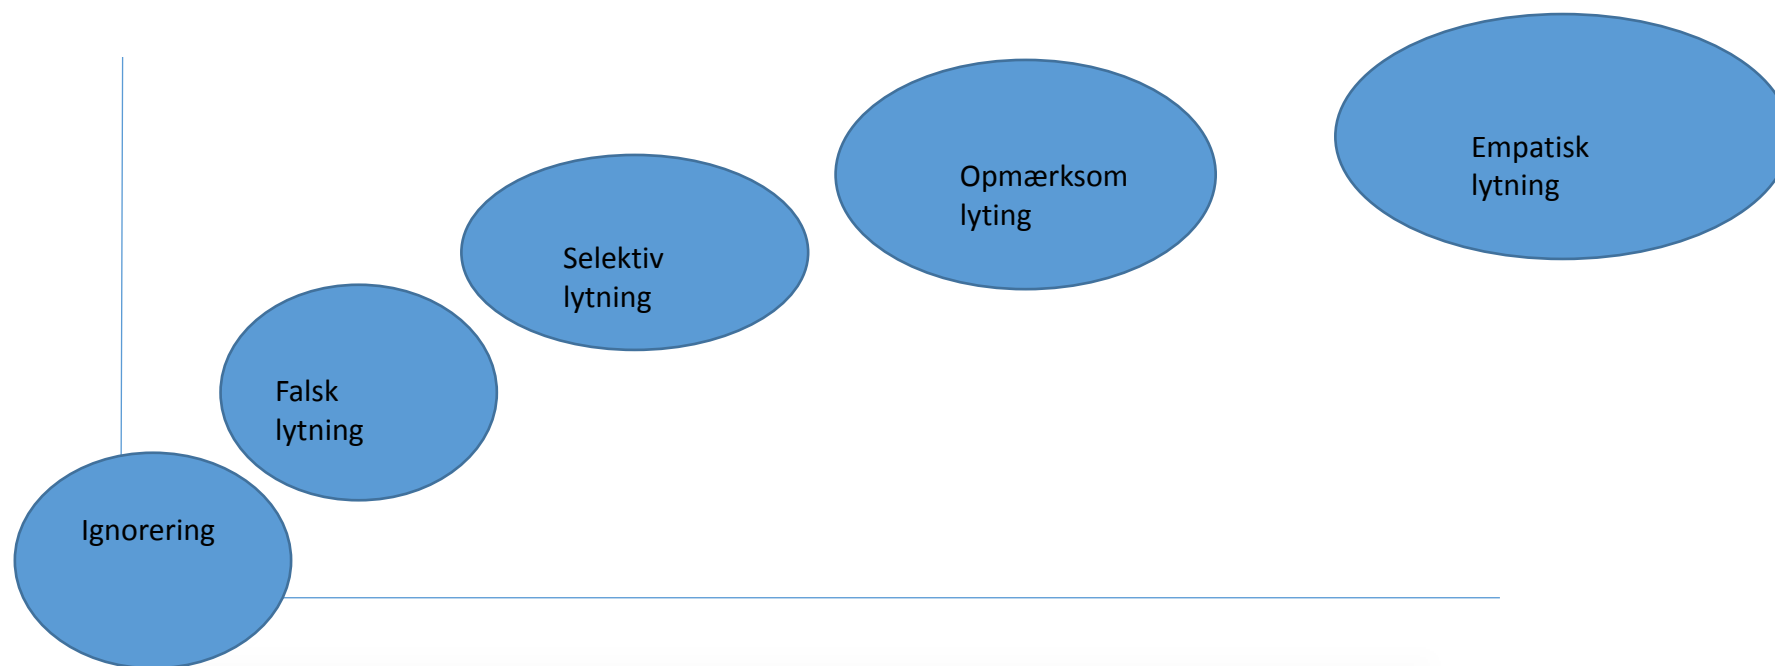 Ignorering
Falsk
lytning
Selektiv
lytning
Opmærksom
lyting
Empatisk
lytning